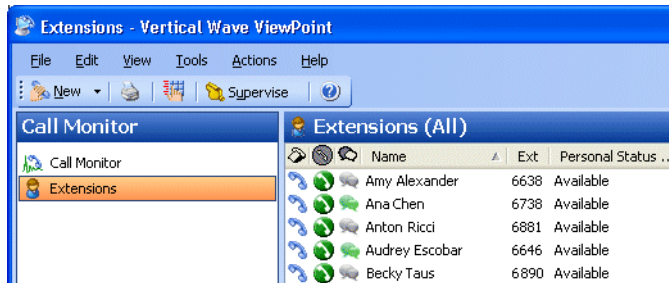 Extensions - Vertical Wave ViewPoint
File Edit View Tools Actions Help
New Supervise
Call Monitor
Extensions (All)
Call Monitor
Extensions
Name Ext Personal Status ...
Amy Alexander 6638 Available
Ana Chen 6738 Available
Anton Ricci 6881 Available
Audrey Escobar 6646 Available
Becky Taus 6890 Available